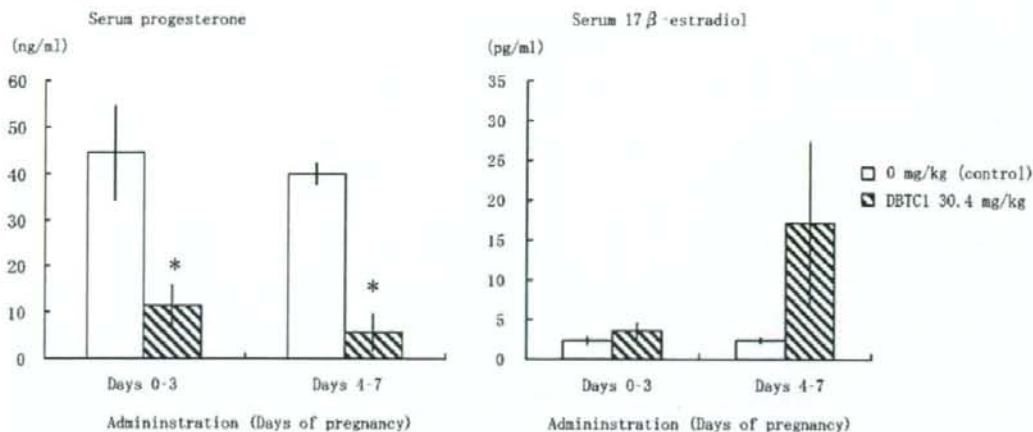 Serum progesterone
(ng/ml)
60
50
40
30
20
10
0
*
*
Days 0-3 Days 4-7
Admininstration (Days of pregnancy)
Serum 17β-estradiol
(pg/ml)
35
30
25
20
15
10
5
0
Days 0-3 Days 4-7
Admininstration (Days of pregnancy)
0 mg/kg (control)
DBTCl 30.4 mg/kg